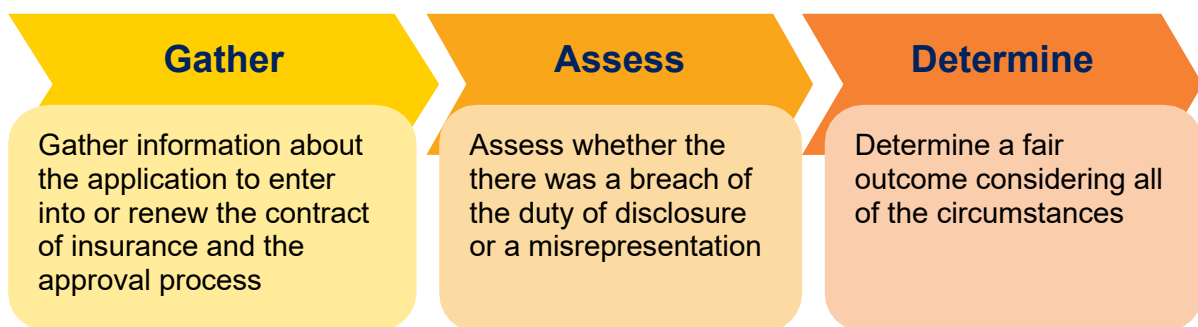 Gather
Gather information about
the application to enter
into or renew the contract
of insurance and the
approval process
Assess
Assess whether the
there was a breach of
the duty of disclosure
or a misrepresentation
Determine
Determine a fair
outcome considering all
of the circumstances